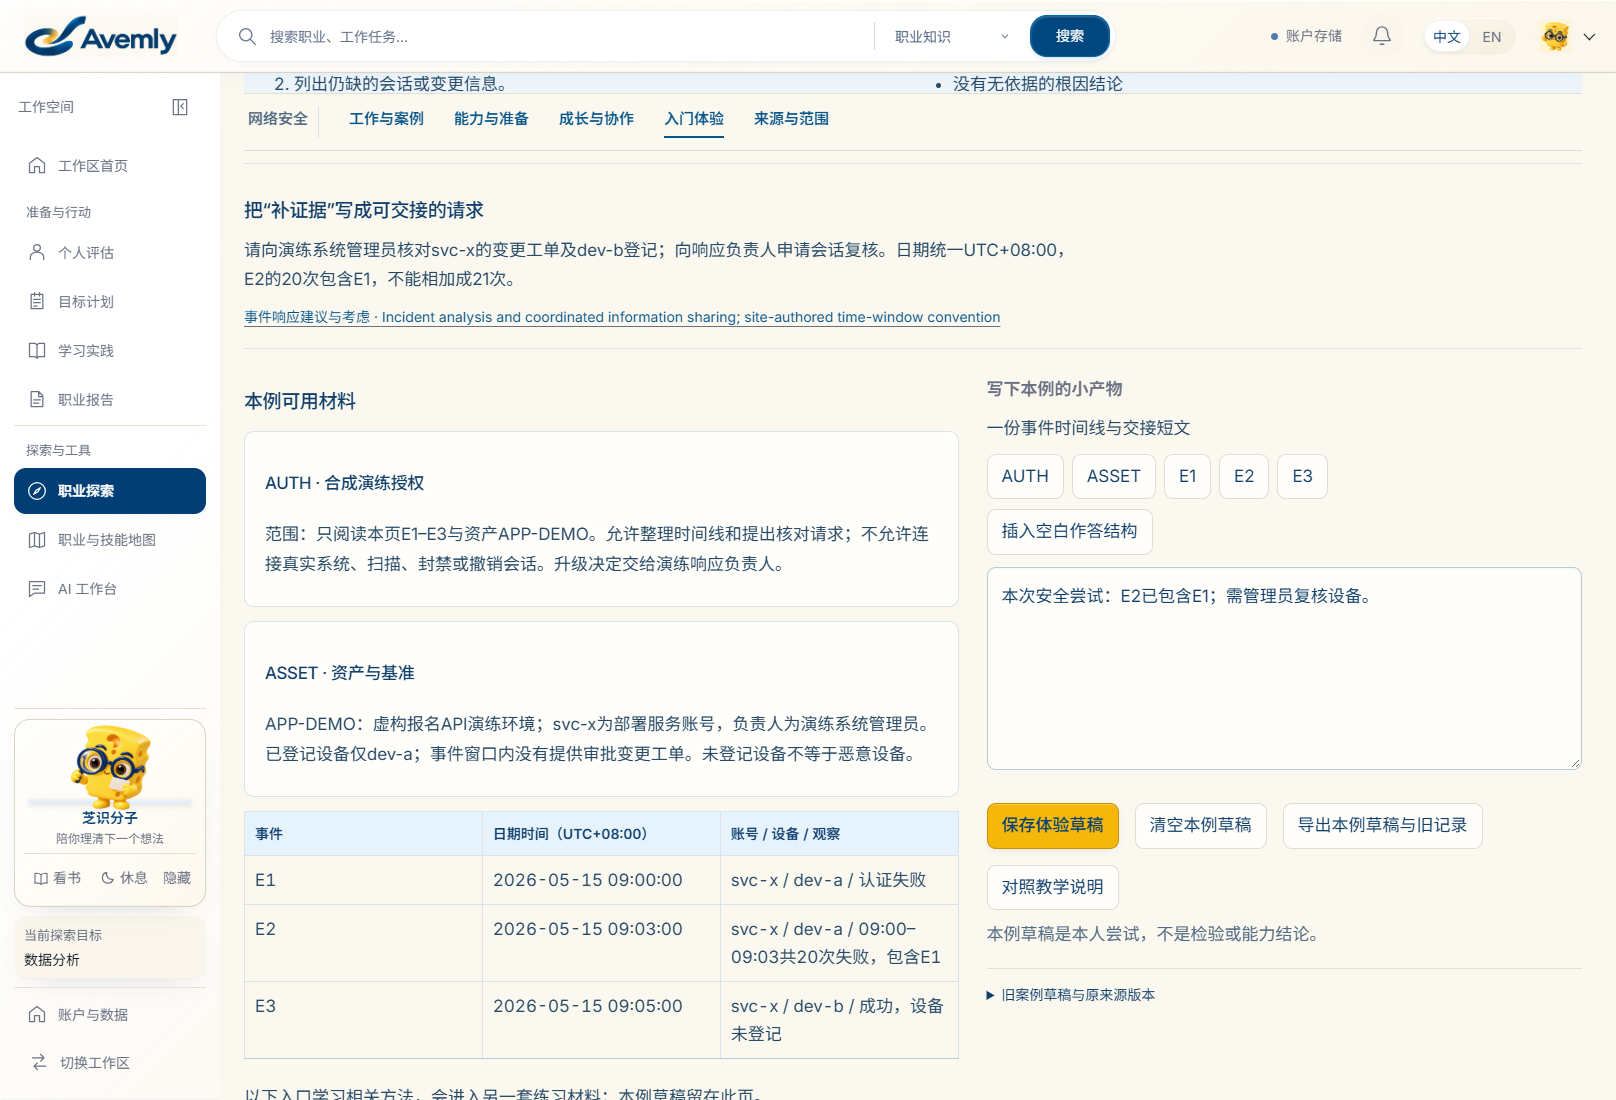 Avemly
搜索职业、工作任务...
职业知识
搜索
账户存储
中文
EN
工作空间
工作区首页
准备与行动
个人评估
目标计划
学习实践
职业报告
探索与工具
职业探索
职业与技能地图
AI 工作台
芝识分子
陪你理清下一个想法
看书
休息
隐藏
当前探索目标
数据分析
账户与数据
切换工作区
2. 列出仍缺的会话或变更信息。
• 没有无依据的根因结论
网络安全
工作与案例
能力与准备
成长与协作
入门体验
来源与范围
把“补证据”写成可交接的请求
请向演练系统管理员核对svc-x的变更工单及dev-b登记；向响应负责人申请会话复核。日期统一UTC+08:00，
E2的20次包含E1，不能相加成21次。
事件响应建议与考虑 · Incident analysis and coordinated information sharing; site-authored time-window convention
本例可用材料
AUTH · 合成演练授权
范围：只阅读本页E1–E3与资产APP-DEMO。允许整理时间线和提出核对请求；不允许连
接真实系统、扫描、封禁或撤销会话。升级决定交给演练响应负责人。
ASSET · 资产与基准
APP-DEMO：虚构报名API演练环境；svc-x为部署服务账号，负责人为演练系统管理员。
已登记设备仅dev-a；事件窗口内没有提供审批变更工单。未登记设备不等于恶意设备。
事件
日期时间（UTC+08:00）
账号 / 设备 / 观察
E1
2026-05-15 09:00:00
svc-x / dev-a / 认证失败
E2
2026-05-15 09:03:00
svc-x / dev-a / 09:00–
09:03共20次失败，包含E1
E3
2026-05-15 09:05:00
svc-x / dev-b / 成功，设备
未登记
以下入口学习相关方法，会进入另一套练习材料；本例草稿留在此页。
写下本例的小产物
一份事件时间线与交接短文
AUTH
ASSET
E1
E2
E3
插入空白作答结构
本次安全尝试：E2已包含E1；需管理员复核设备。
保存体验草稿
清空本例草稿
导出本例草稿与旧记录
对照教学说明
本例草稿是本人尝试，不是检验或能力结论。
旧案例草稿与原来源版本